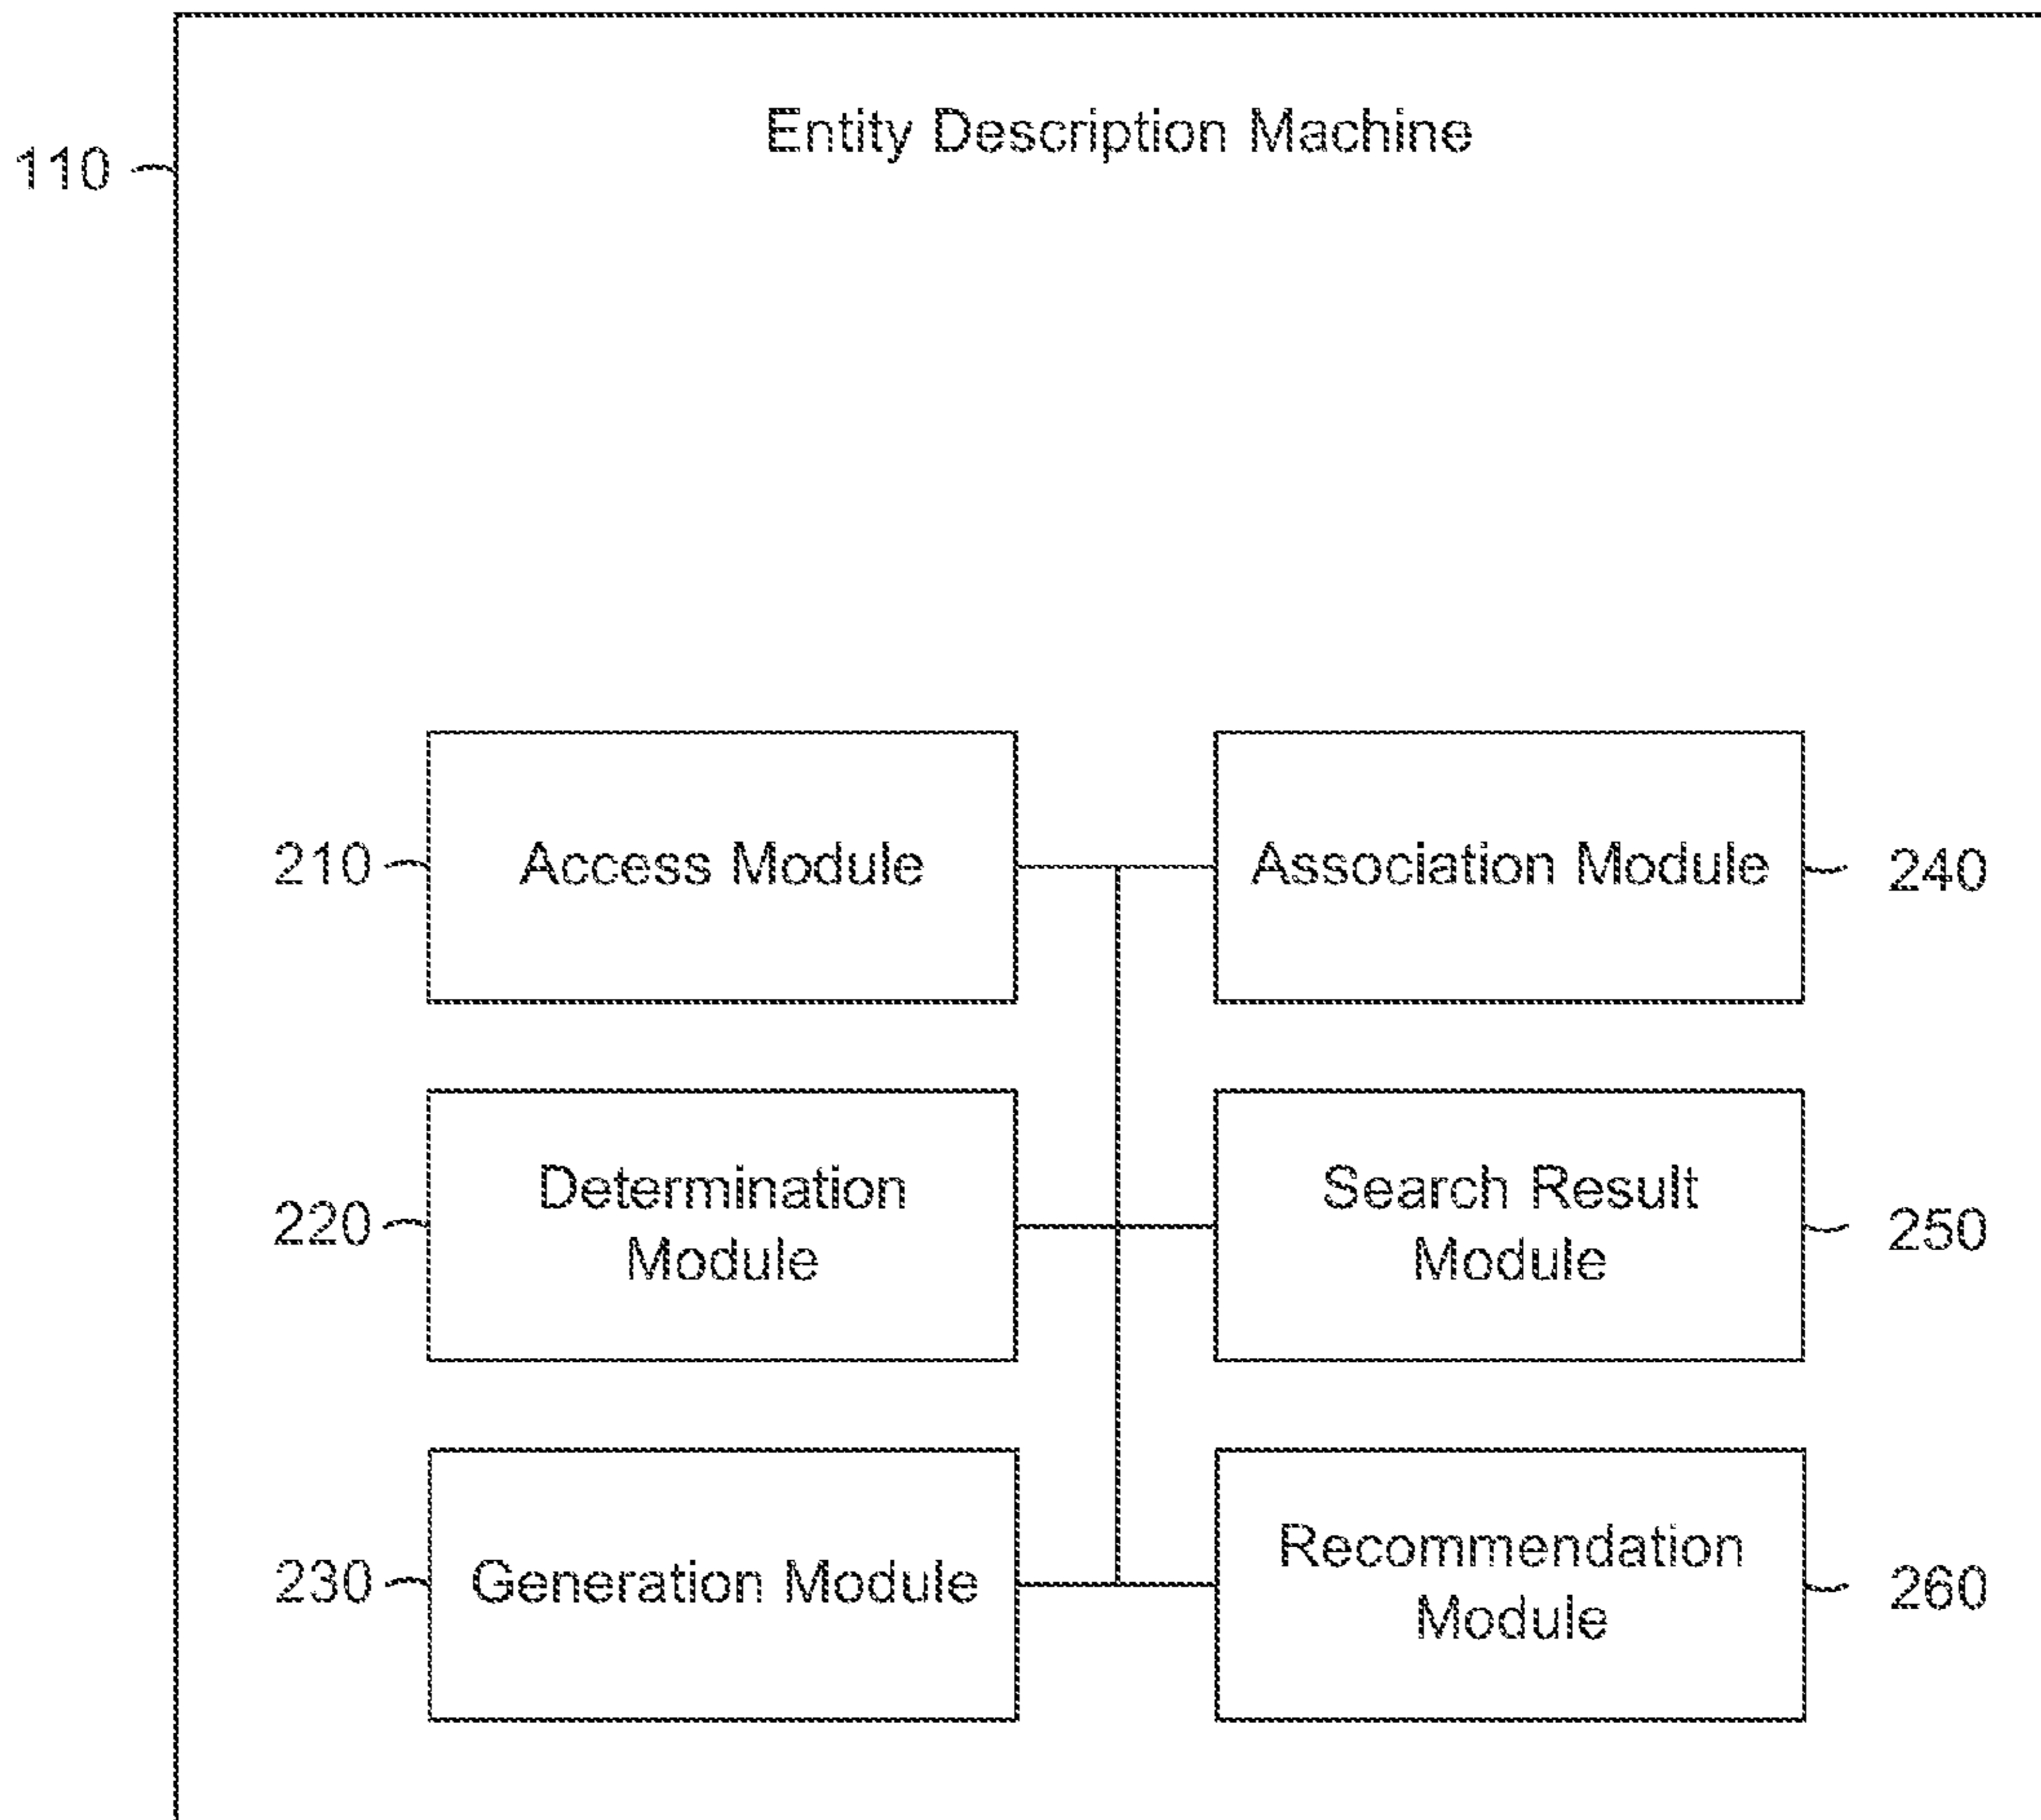 Entity Description Machine
110
210
Access Module
Association Module
240
220
Determination
Module
Search Result
Module
250
230
Generation Module
Recommendation
Module
260